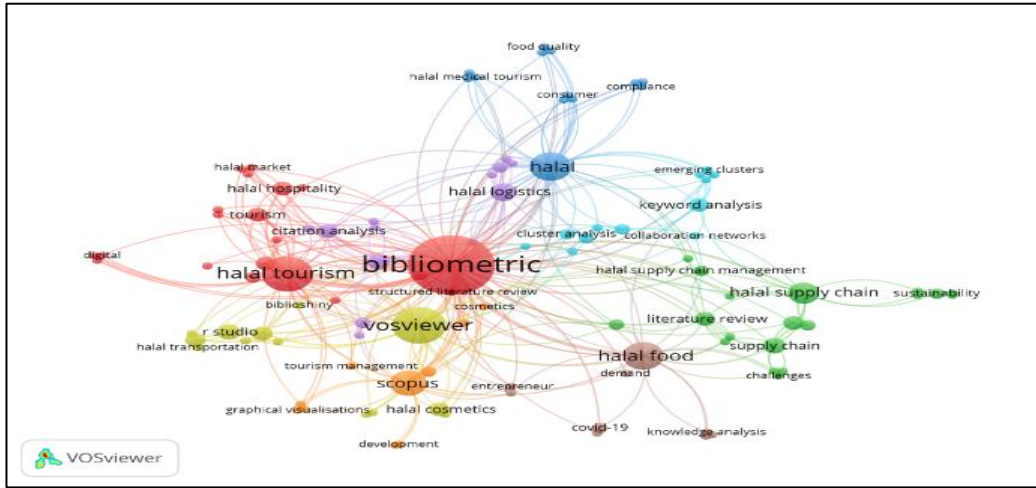 food quality
halal medical tourism
consumer
compliance
halal
halal market
emerging clusters
halal hospitality
halal logistics
keyword analysis
tourism
citation analysis
cluster analysis
collaboration networks
digital
bibliometric
halal tourism
halal supply chain management
structured literature review
halal supply chain
sustainability
biblioshiny
cosmetics
literature review
vosviewer
r studio
halal transportation
supply chain
halal food
tourism management
demand
challenges
scopus
entrepreneur
graphical visualisations
halal cosmetics
covid-19
knowledge analysis
development
VOSviewer